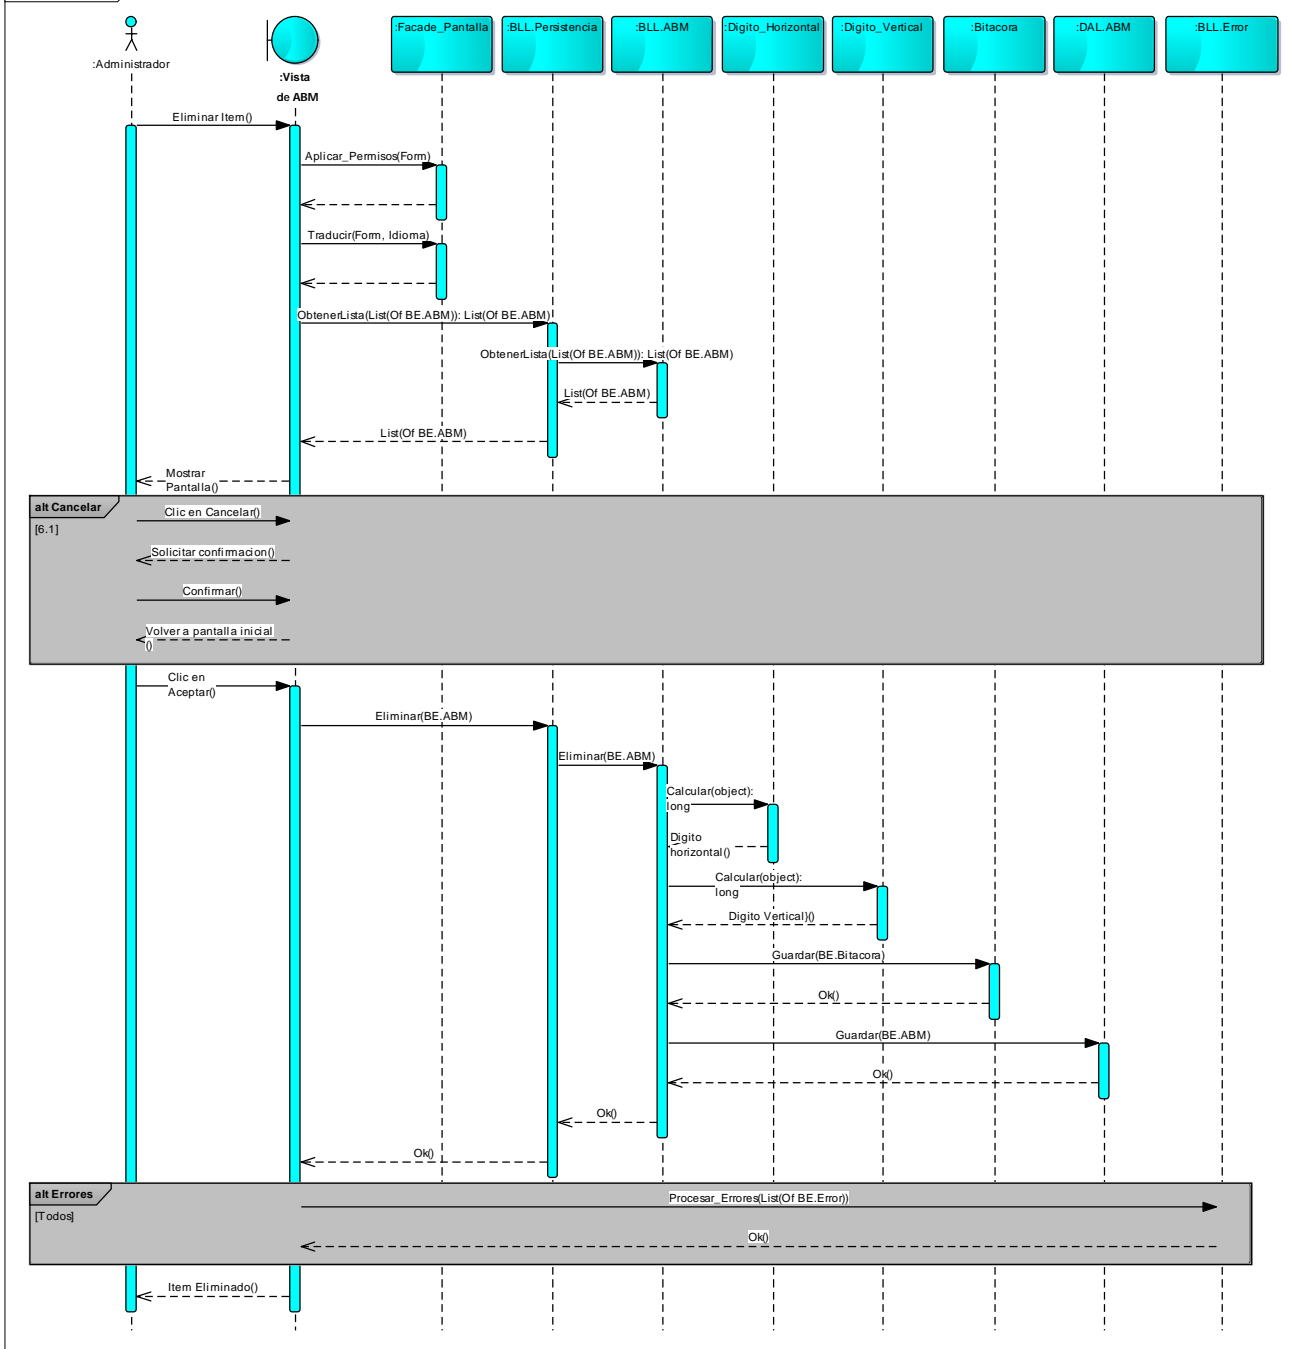 :Facade_Pantalla
:BLL.Persistencia
:BLL.ABM
:Digito_Horizontal
:Digito_Vertical
:Bitacora
:DAL.ABM
:BLL.Error
:Administrador
:Vista
de ABM
Eliminar Item()
Aplicar_Permisos(Form)
Traducir(Form, Idioma)
ObtenerLista(List(Of BE.ABM)): List(Of BE.ABM)
ObtenerLista(List(Of BE.ABM)): List(Of BE.ABM)
List(Of BE.ABM)
List(Of BE.ABM)
Mostrar
Pantalla()
alt Cancelar
Clic en Cancelar()
[6.1]
Solicitar confirmacion()
Confirmar()
Volver a pantalla inicial
()
Clic en
Aceptar()
Eliminar(BE.ABM)
Eliminar(BE.ABM)
Calcular(object):
long
Digito
horizontal()
Calcular(object):
long
Digito Vertical)()
Guardar(BE.Bitacora)
Ok()
Guardar(BE.ABM)
Ok()
Ok()
Ok()
alt Errores
Procesar_Errores(List(Of BE.Error))
[Todos]
Ok()
Item Eliminado()